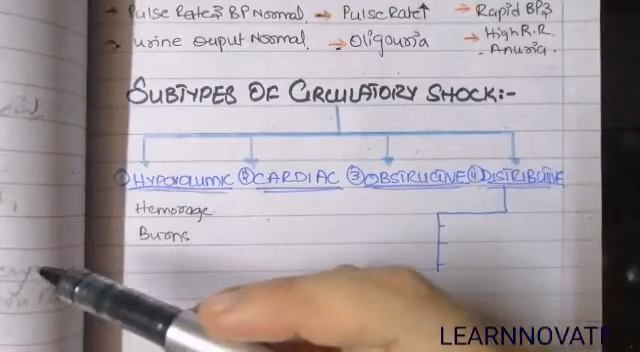 → Pulse Rate & BP Normal. → Pulse Rate↑ → Rapid BP &
→ Urine Ouput Normal. → Oligouria → High R.R.
- Anuria.
SUBTYPES OF CIRCULATORY SHOCK:-
① HYPOVOLUMIC ② CARDIAC ③ OBSTRUCTIVE ④ DISTRIBUTIVE
Hemorage.
Burns
LEARNNOVATE